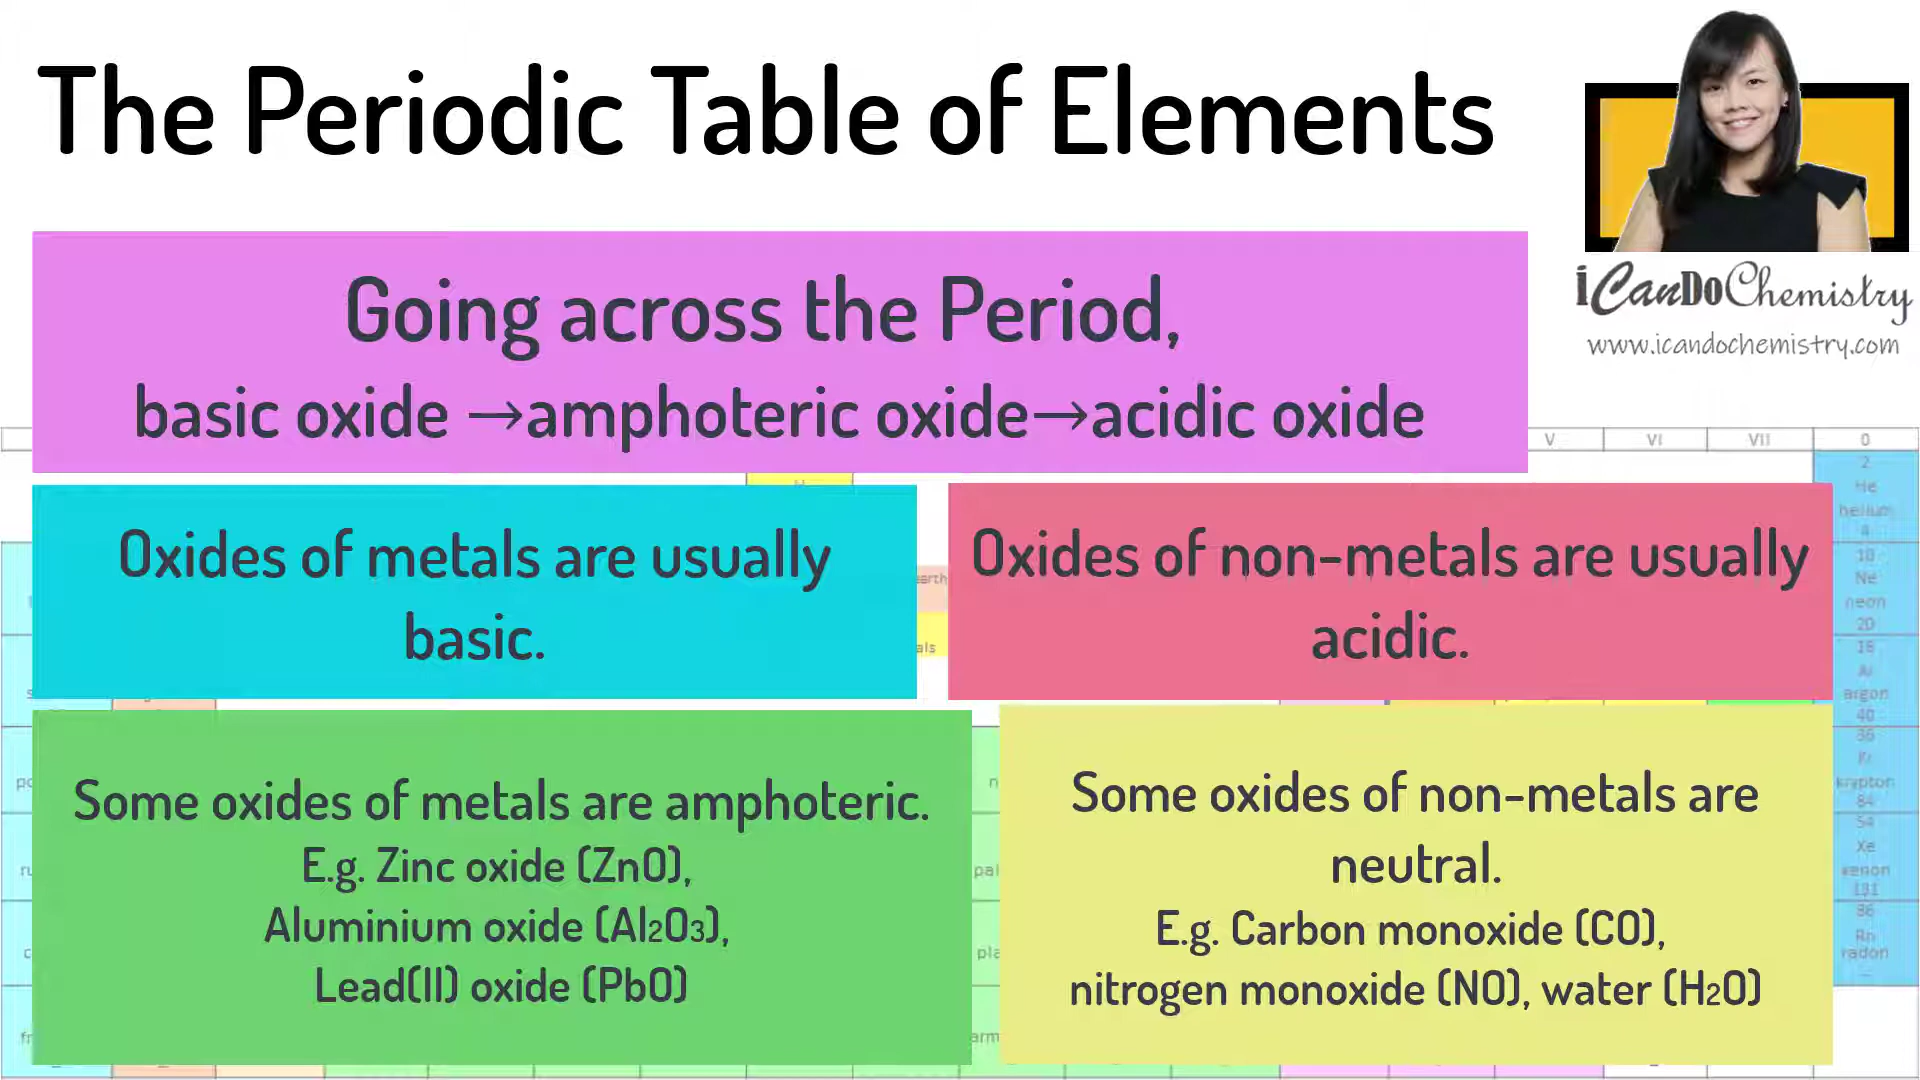 The Periodic Table of Elements
iCanDoChemistry
www.icandochemistry.com
Going across the Period,
basic oxide →amphoteric oxide→acidic oxide
V VI VII 0
2
He
helium
4
10
Ne
neon
20
18
Ar
argon
40
36
Kr
krypton
84
54
Xe
xenon
131
86
Rn
radon
Oxides of metals are usually
basic.
Oxides of non-metals are usually
acidic.
Some oxides of metals are amphoteric.
E.g. Zinc oxide (ZnO),
Aluminium oxide (Al₂O₃),
Lead(II) oxide (PbO)
Some oxides of non-metals are
neutral.
E.g. Carbon monoxide (CO),
nitrogen monoxide (NO), water (H₂O)